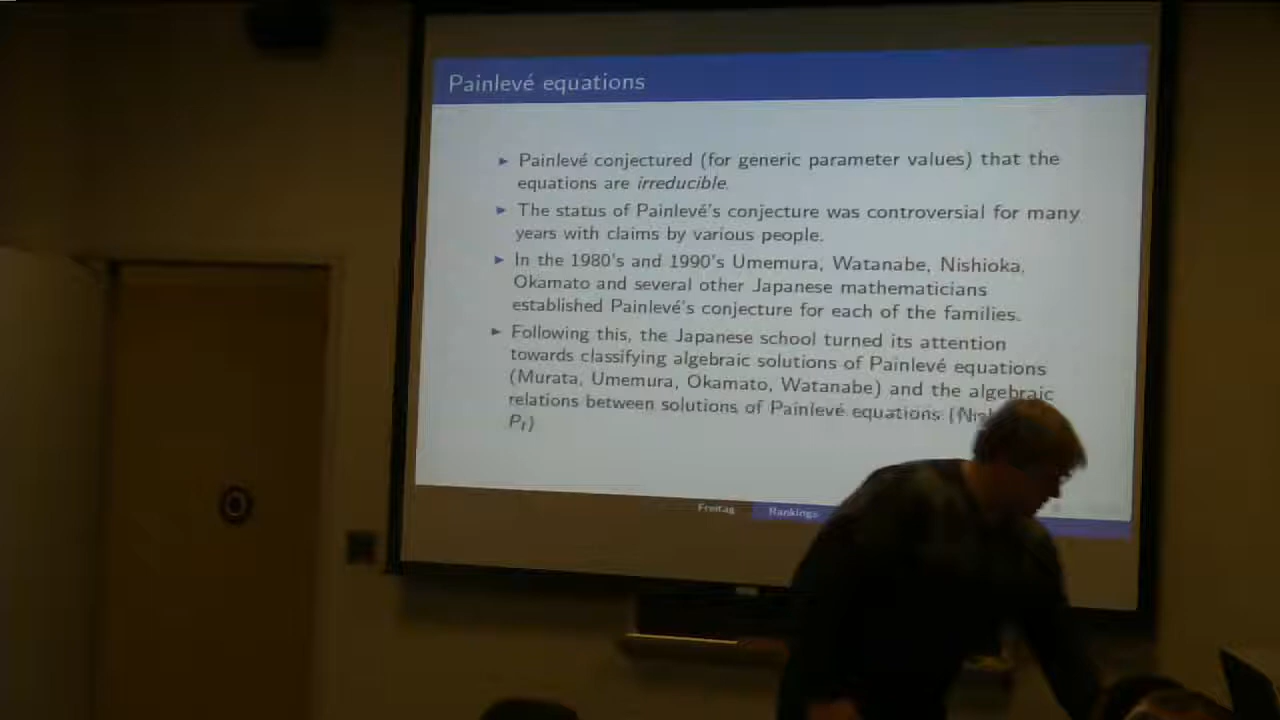 Painlevé equations
Painlevé conjectured (for generic parameter values) that the
equations are irreducible.
The status of Painlevé's conjecture was controversial for many
years with claims by various people.
In the 1980's and 1990's Umemura, Watanabe, Nishioka,
Okamato and several other Japanese mathematicians
established Painlevé's conjecture for each of the families.
Following this, the Japanese school turned its attention
towards classifying algebraic solutions of Painlevé equations
(Murata, Umemura, Okamato, Watanabe) and the algebraic
relations between solutions of Painlevé equations
P_I)
Freitag Rankings